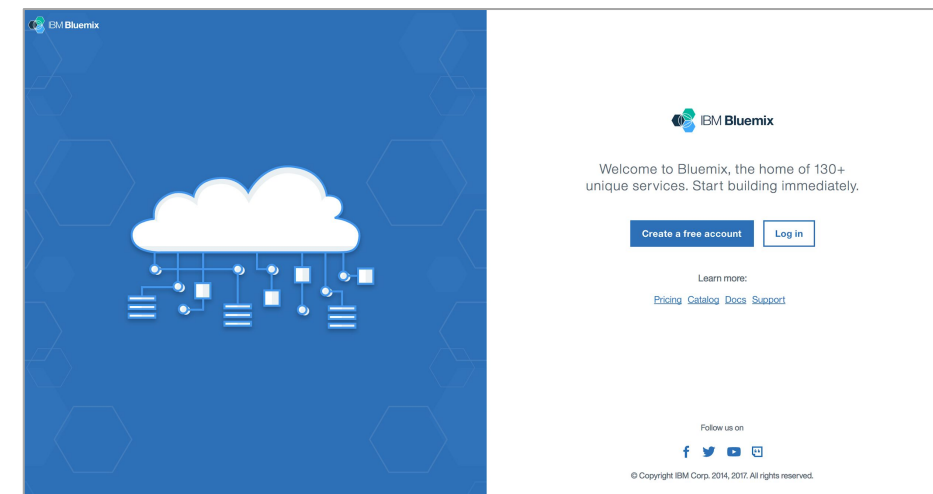 IBM Bluemix
IBM Bluemix
Welcome to Bluemix, the home of 130+
unique services. Start building immediately.
Create a free account Log in
Learn more:
Pricing Catalog Docs Support
Follow us on
© Copyright IBM Corp. 2014, 2017. All rights reserved.